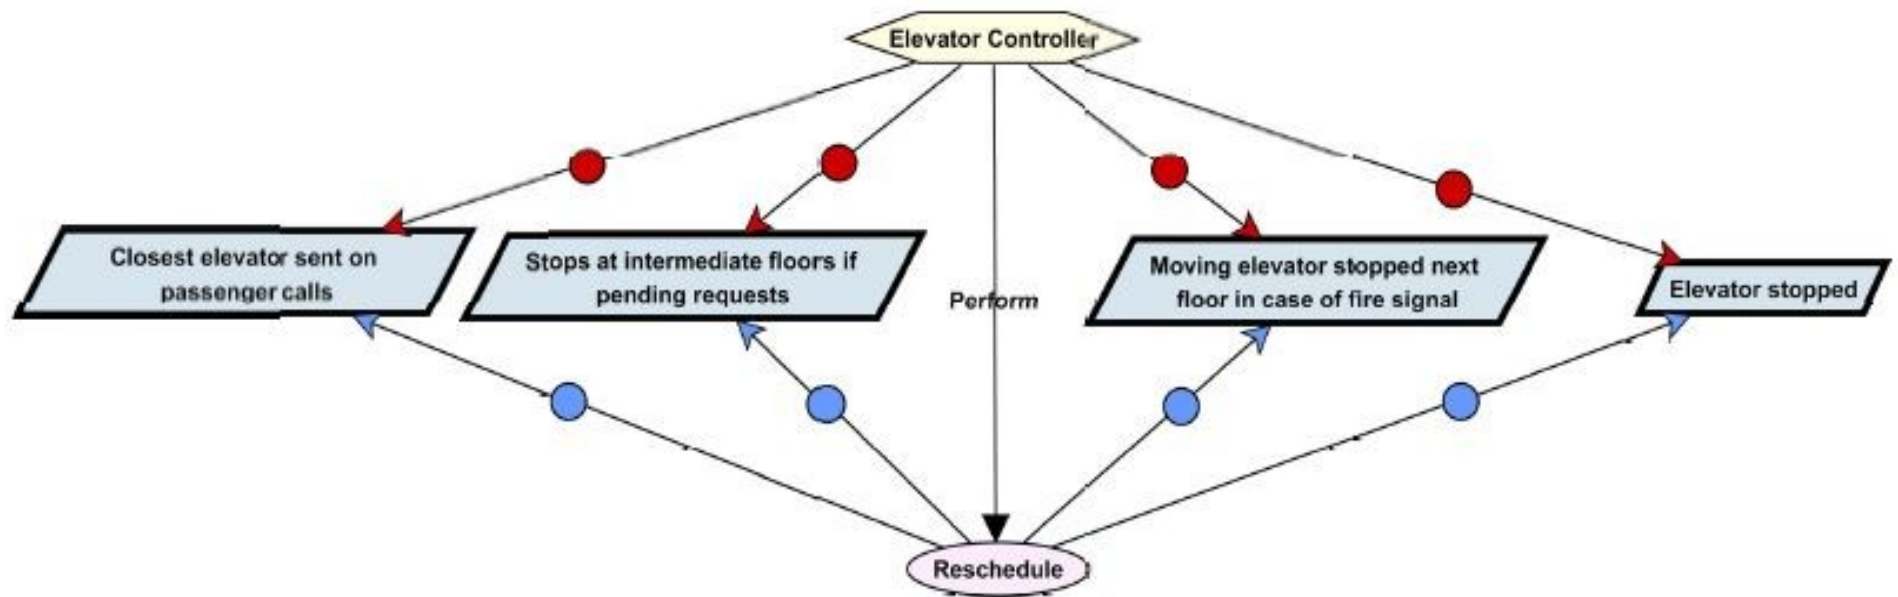 Elevator Controller
Closest elevator sent on
passenger calls
Stops at intermediate floors if
pending requests
Perform
Moving elevator stopped next
floor in case of fire signal
Elevator stopped
Reschedule